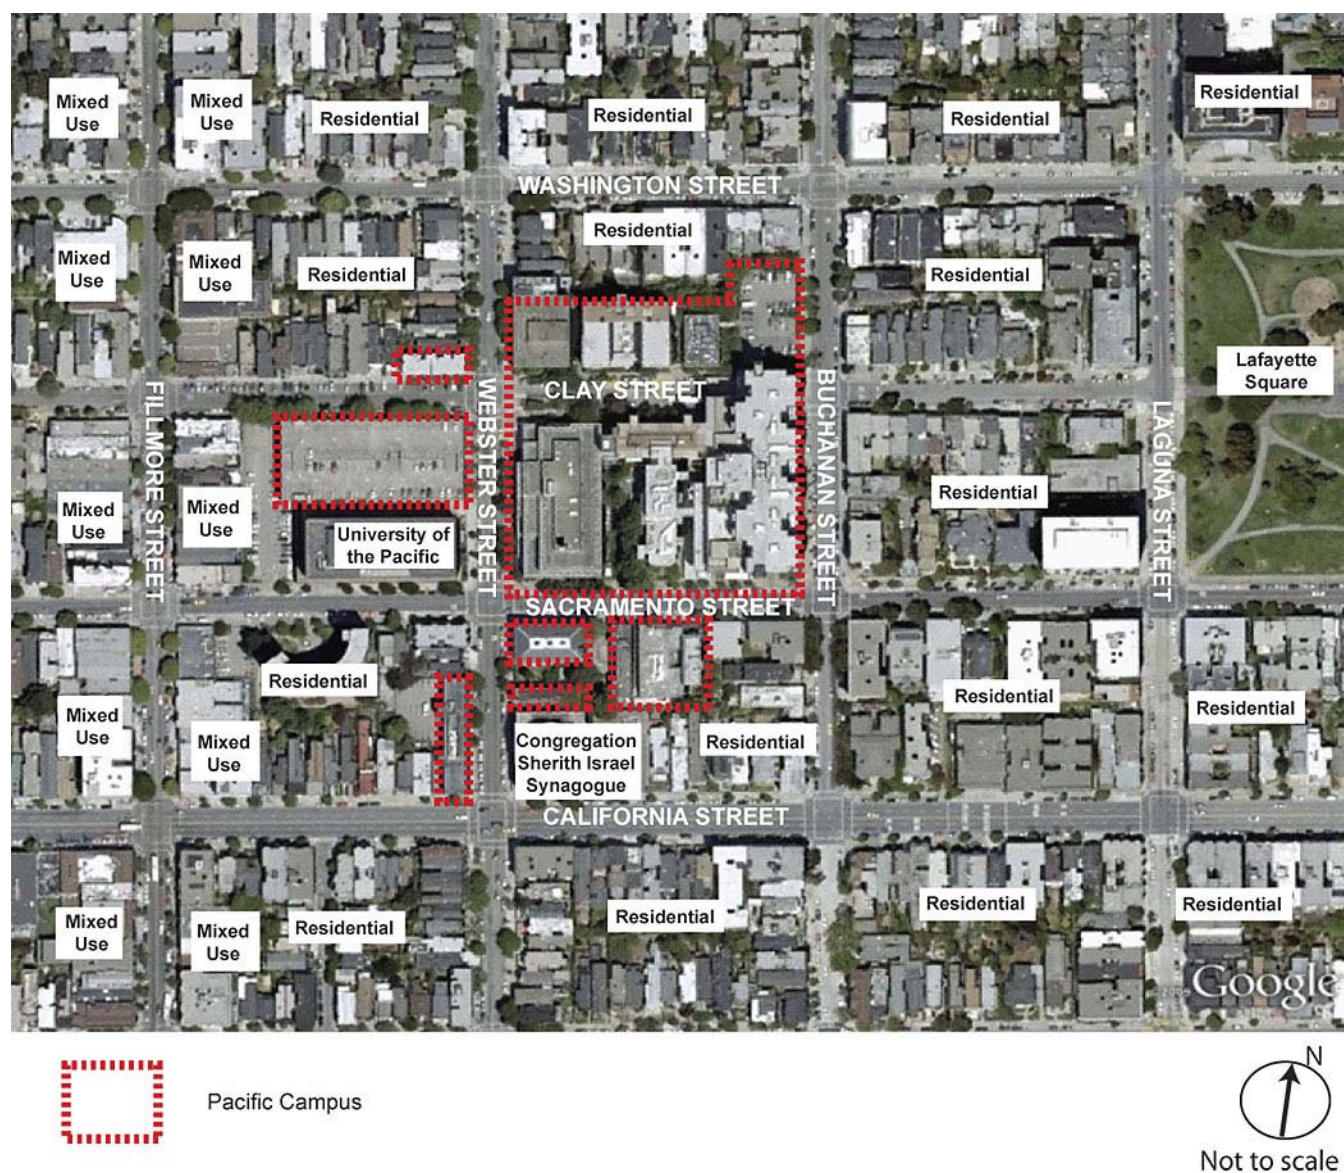 Mixed
Use
Mixed
Use
Residential
Residential
Residential
Residential
WASHINGTON STREET
Mixed
Use
Mixed
Use
Residential
Residential
Residential
Lafayette
Square
CLAY STREET
FILLMORE STREET
WEBSTER STREET
BUCHANAN STREET
LAGUNA STREET
Mixed
Use
Mixed
Use
University of
the Pacific
Residential
SACRAMENTO STREET
Mixed
Use
Mixed
Use
Residential
Congregation
Sherith Israel
Synagogue
Residential
Residential
Residential
CALIFORNIA STREET
Mixed
Use
Mixed
Use
Residential
Residential
Residential
Residential
©2009 Google
Pacific Campus
N
Not to scale